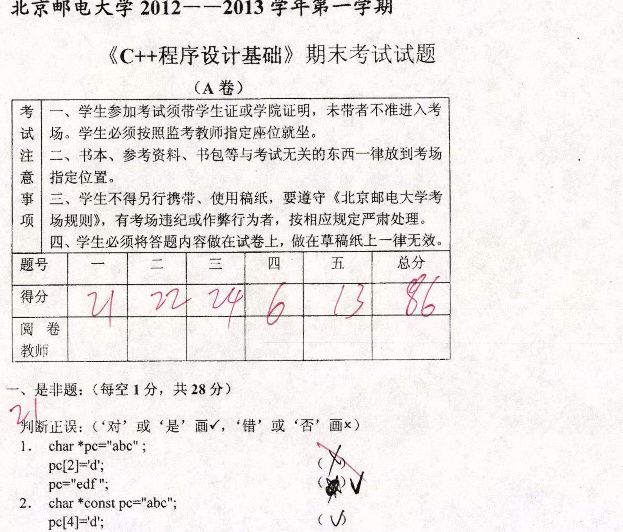 北京邮电大学 2012——2013 学年第一学期
《C++程序设计基础》期末考试试题
（A 卷）
考试注意事项
一、学生参加考试须带学生证或学院证明，未带者不准进入考
场。学生必须按照监考教师指定座位就坐。
二、书本、参考资料、书包等与考试无关的东西一律放到考场
指定位置。
三、学生不得另行携带、使用稿纸，要遵守《北京邮电大学考
场规则》，有考场违纪或作弊行为者，按相应规定严肃处理。
四、学生必须将答题内容做在试卷上，做在草稿纸上一律无效。
题号 一 二 三 四 五 总分
得分 21 22 24 6 13 86
阅 卷
教师
一、是非题：（每空 1 分，共 28 分）
21
判断正误：（‘对’或‘是’画✓，‘错’或‘否’画×）
1. char *pc="abc" ;
pc[2]='d'; (×)
pc="edf "; ( ) ✓
2. char *const pc="abc";
pc[4]='d'; (✓)